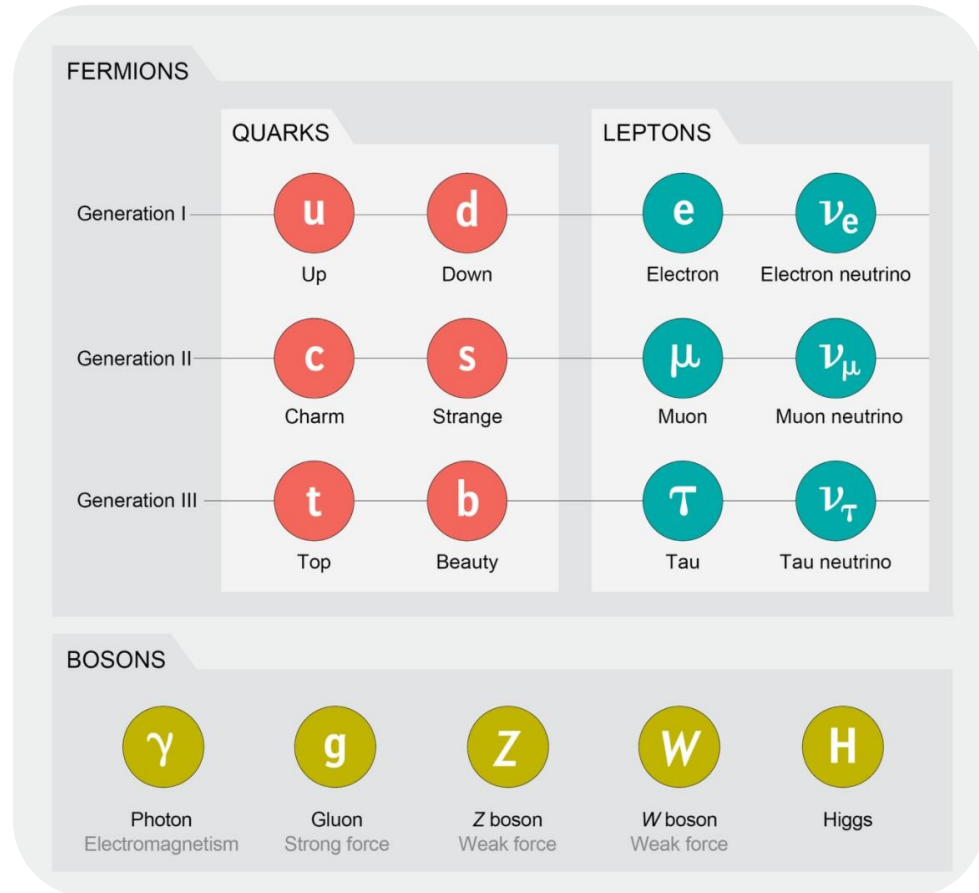 FERMIONS
QUARKS
LEPTONS
Generation I
u
d
e
νe
Up
Down
Electron
Electron neutrino
Generation II
c
s
μ
νμ
Charm
Strange
Muon
Muon neutrino
Generation III
t
b
τ
ντ
Top
Beauty
Tau
Tau neutrino
BOSONS
γ
g
Z
W
H
Photon
Gluon
Z boson
W boson
Higgs
Electromagnetism
Strong force
Weak force
Weak force